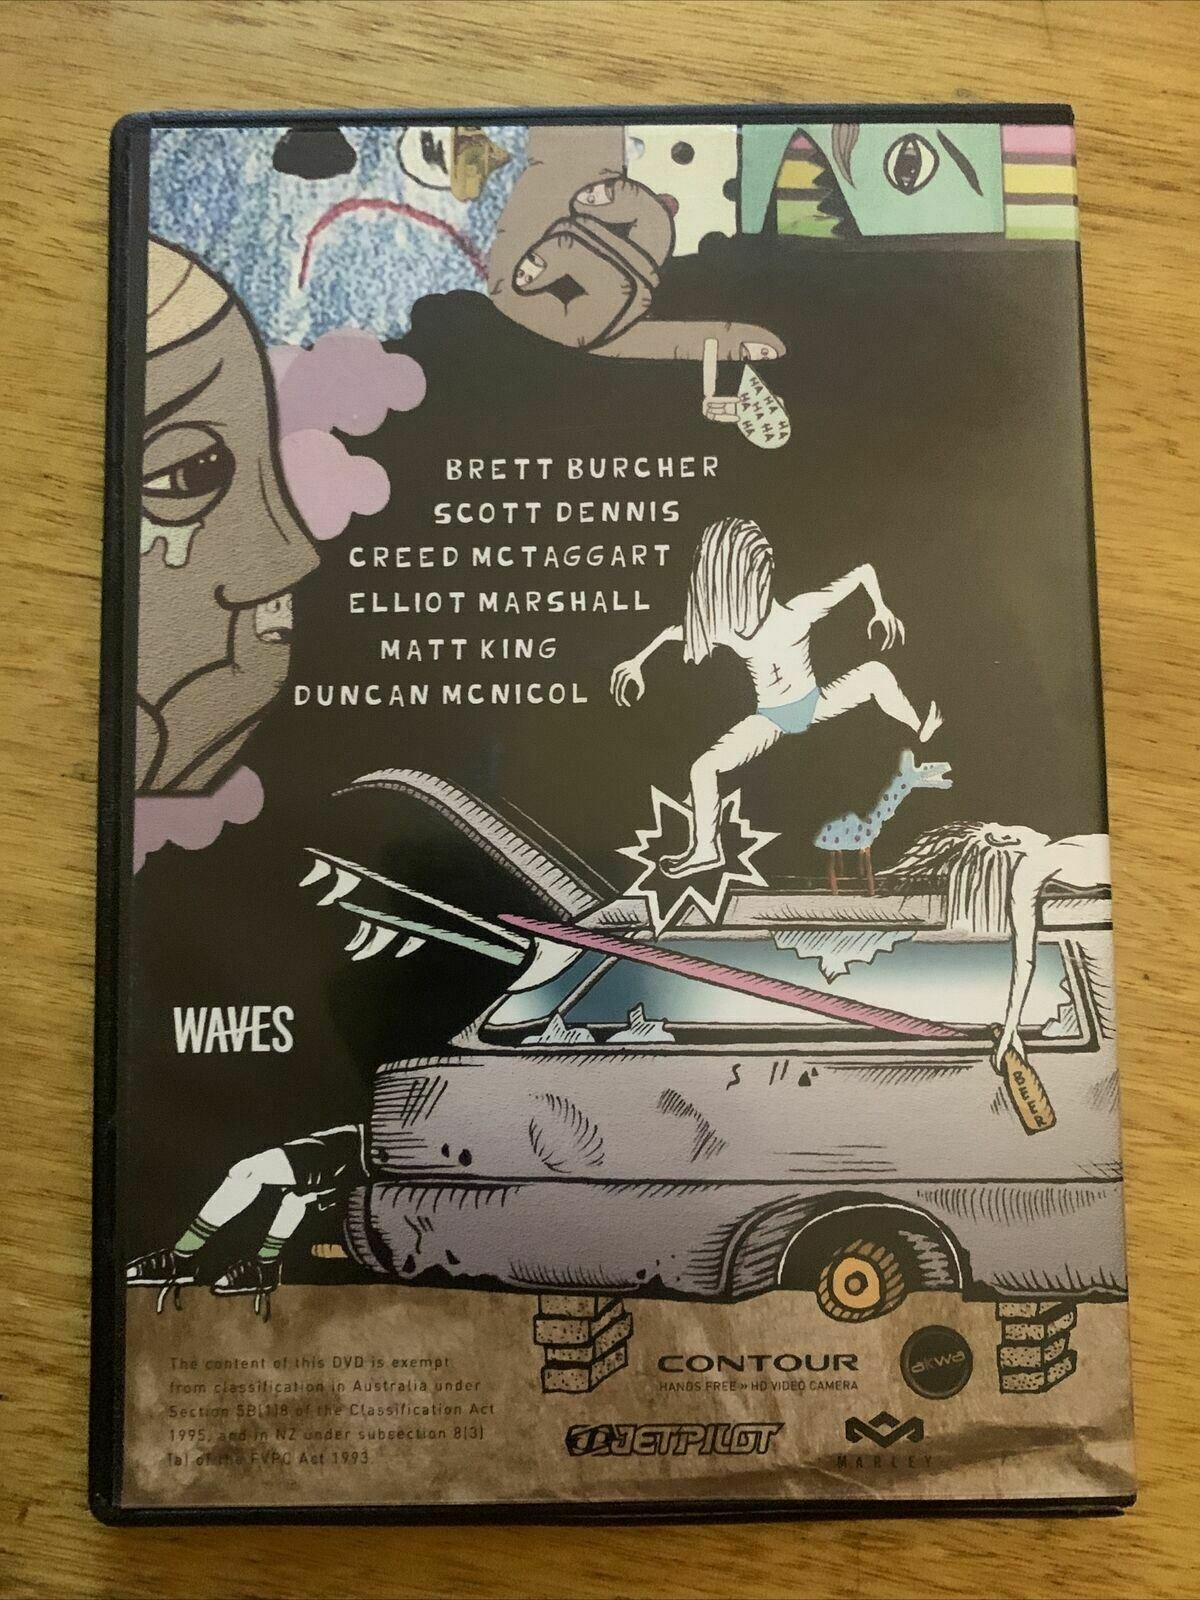 HA HA
HA HA HA
HA HA
BRETT BURCHER
SCOTT DENNIS
CREED MCTAGGART
ELLIOT MARSHALL
MATT KING
DUNCAN MCNICOL
WAVES
BEER
The content of this DVD is exempt
from classification in Australia under
Section 5B(1)8 of the Classification Act
1995, and in NZ under subsection 8(3)
(a) of the FVPC Act 1993
CONTOUR
HANDS FREE » HD VIDEO CAMERA
akwa
JETPILOT
MARLEY